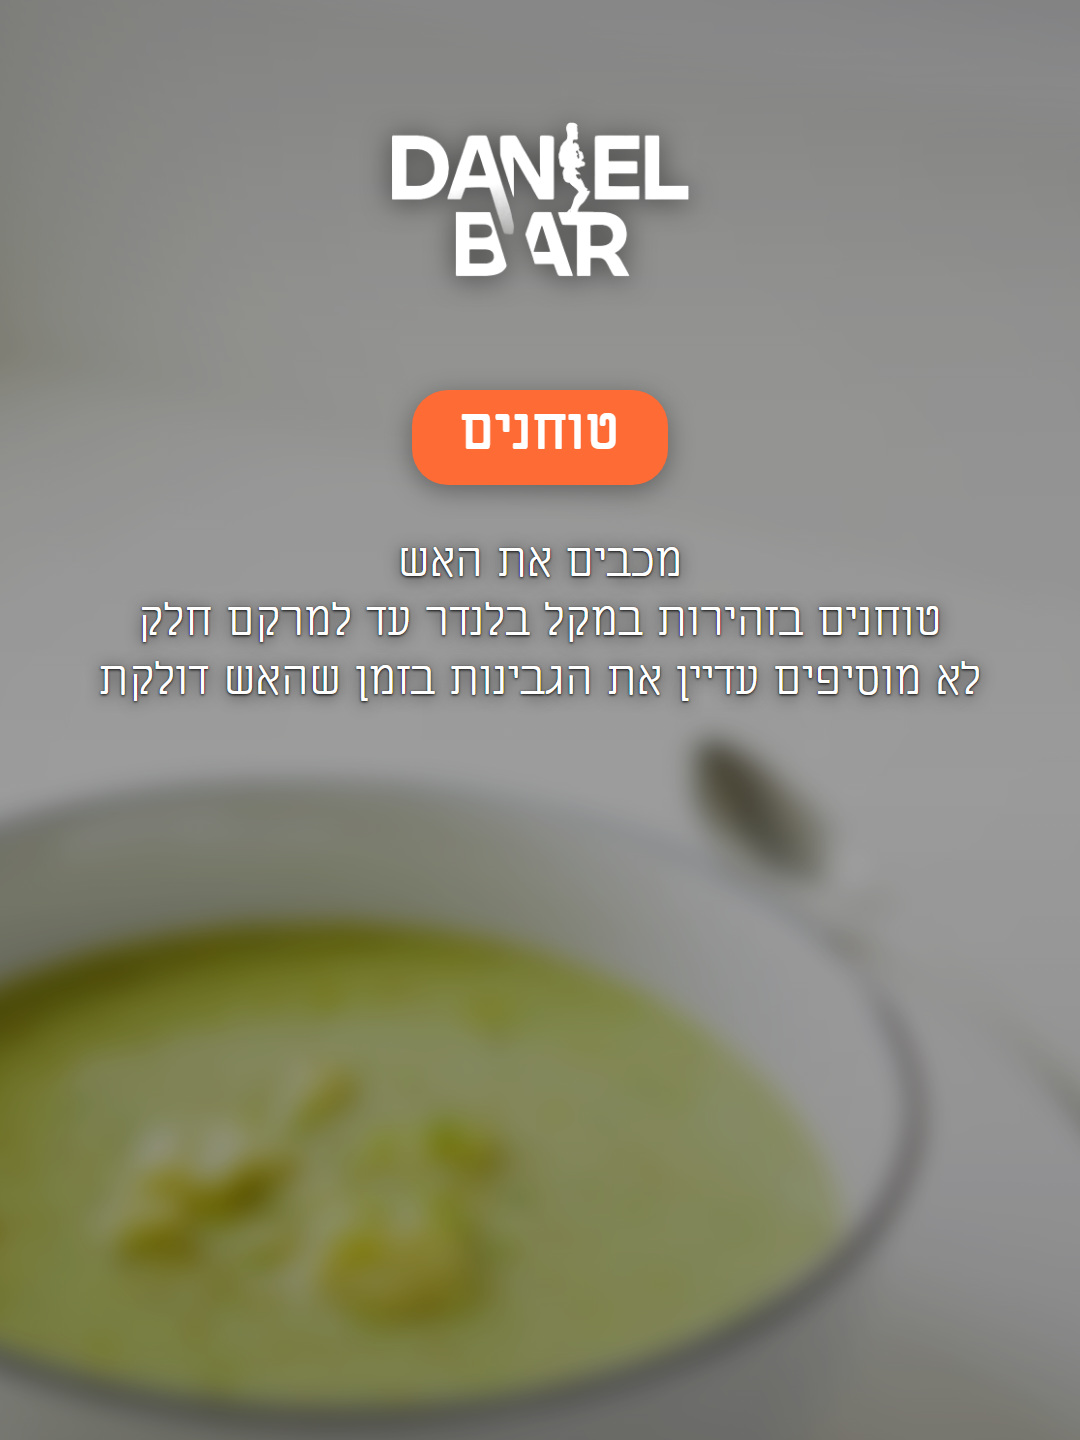 DANIEL
BAR
טוחנים
מכבים את האש
טוחנים בזהירות במקל בלנדר עד למרקם חלק
לא מוסיפים עדיין את הגבינות בזמן שהאש דולקת